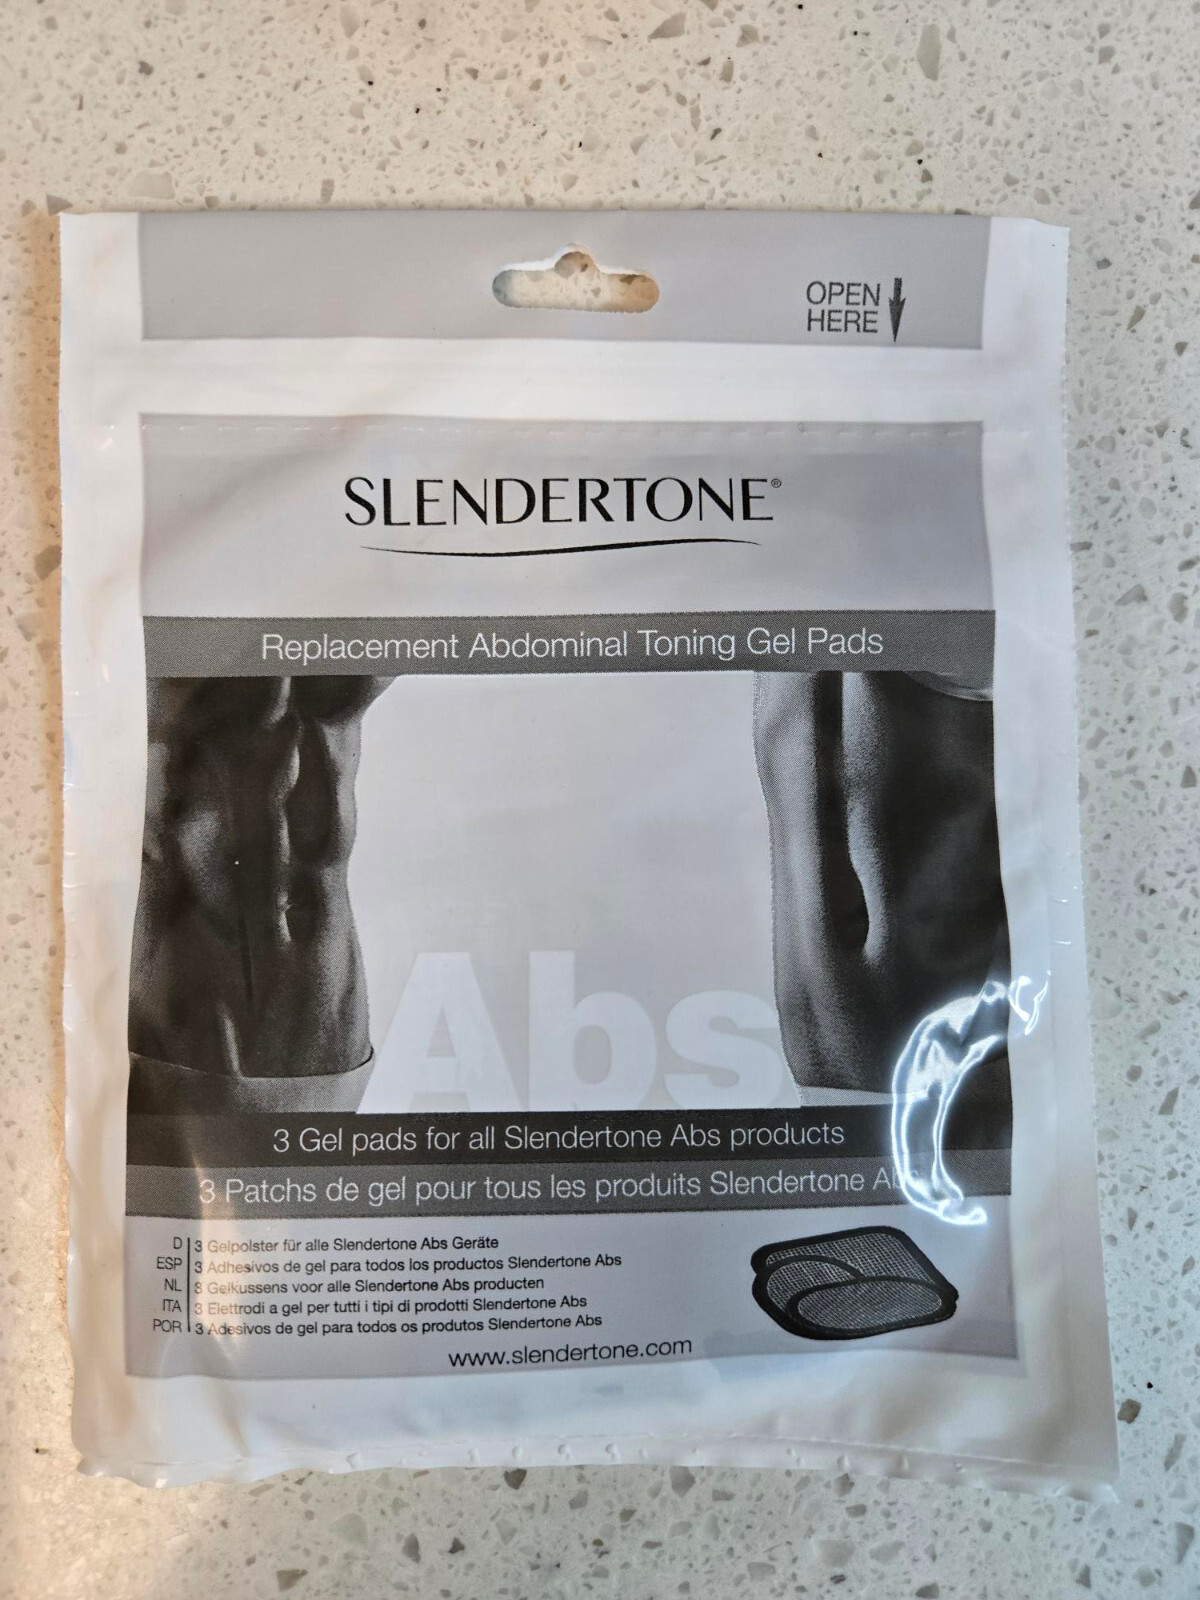 OPEN
HERE
SLENDERTONE®
Replacement Abdominal Toning Gel Pads
Abs
3 Gel pads for all Slendertone Abs products
3 Patchs de gel pour tous les produits Slendertone Abs
D 3 Gelpolster für alle Slendertone Abs Geräte
ESP 3 Adhesivos de gel para todos los productos Slendertone Abs
NL 3 Gelkussens voor alle Slendertone Abs producten
ITA 3 Elettrodi a gel per tutti i tipi di prodotti Slendertone Abs
POR 3 Adesivos de gel para todos os produtos Slendertone Abs
www.slendertone.com